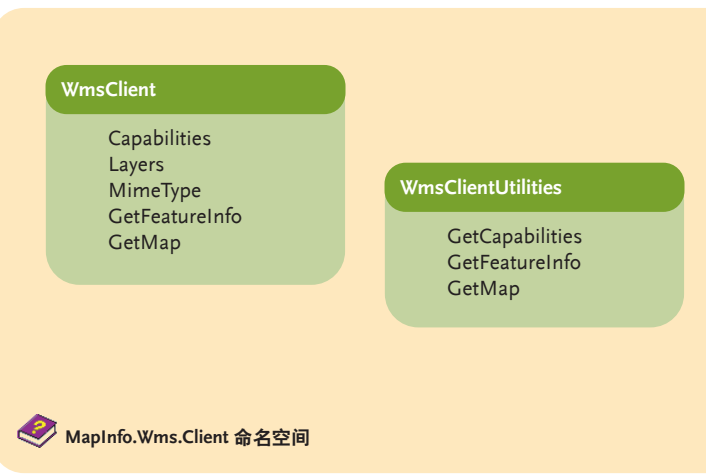 WmsClient
Capabilities
Layers
MimeType
GetFeatureInfo
GetMap
WmsClientUtilities
GetCapabilities
GetFeatureInfo
GetMap
?
MapInfo.Wms.Client 命名空间